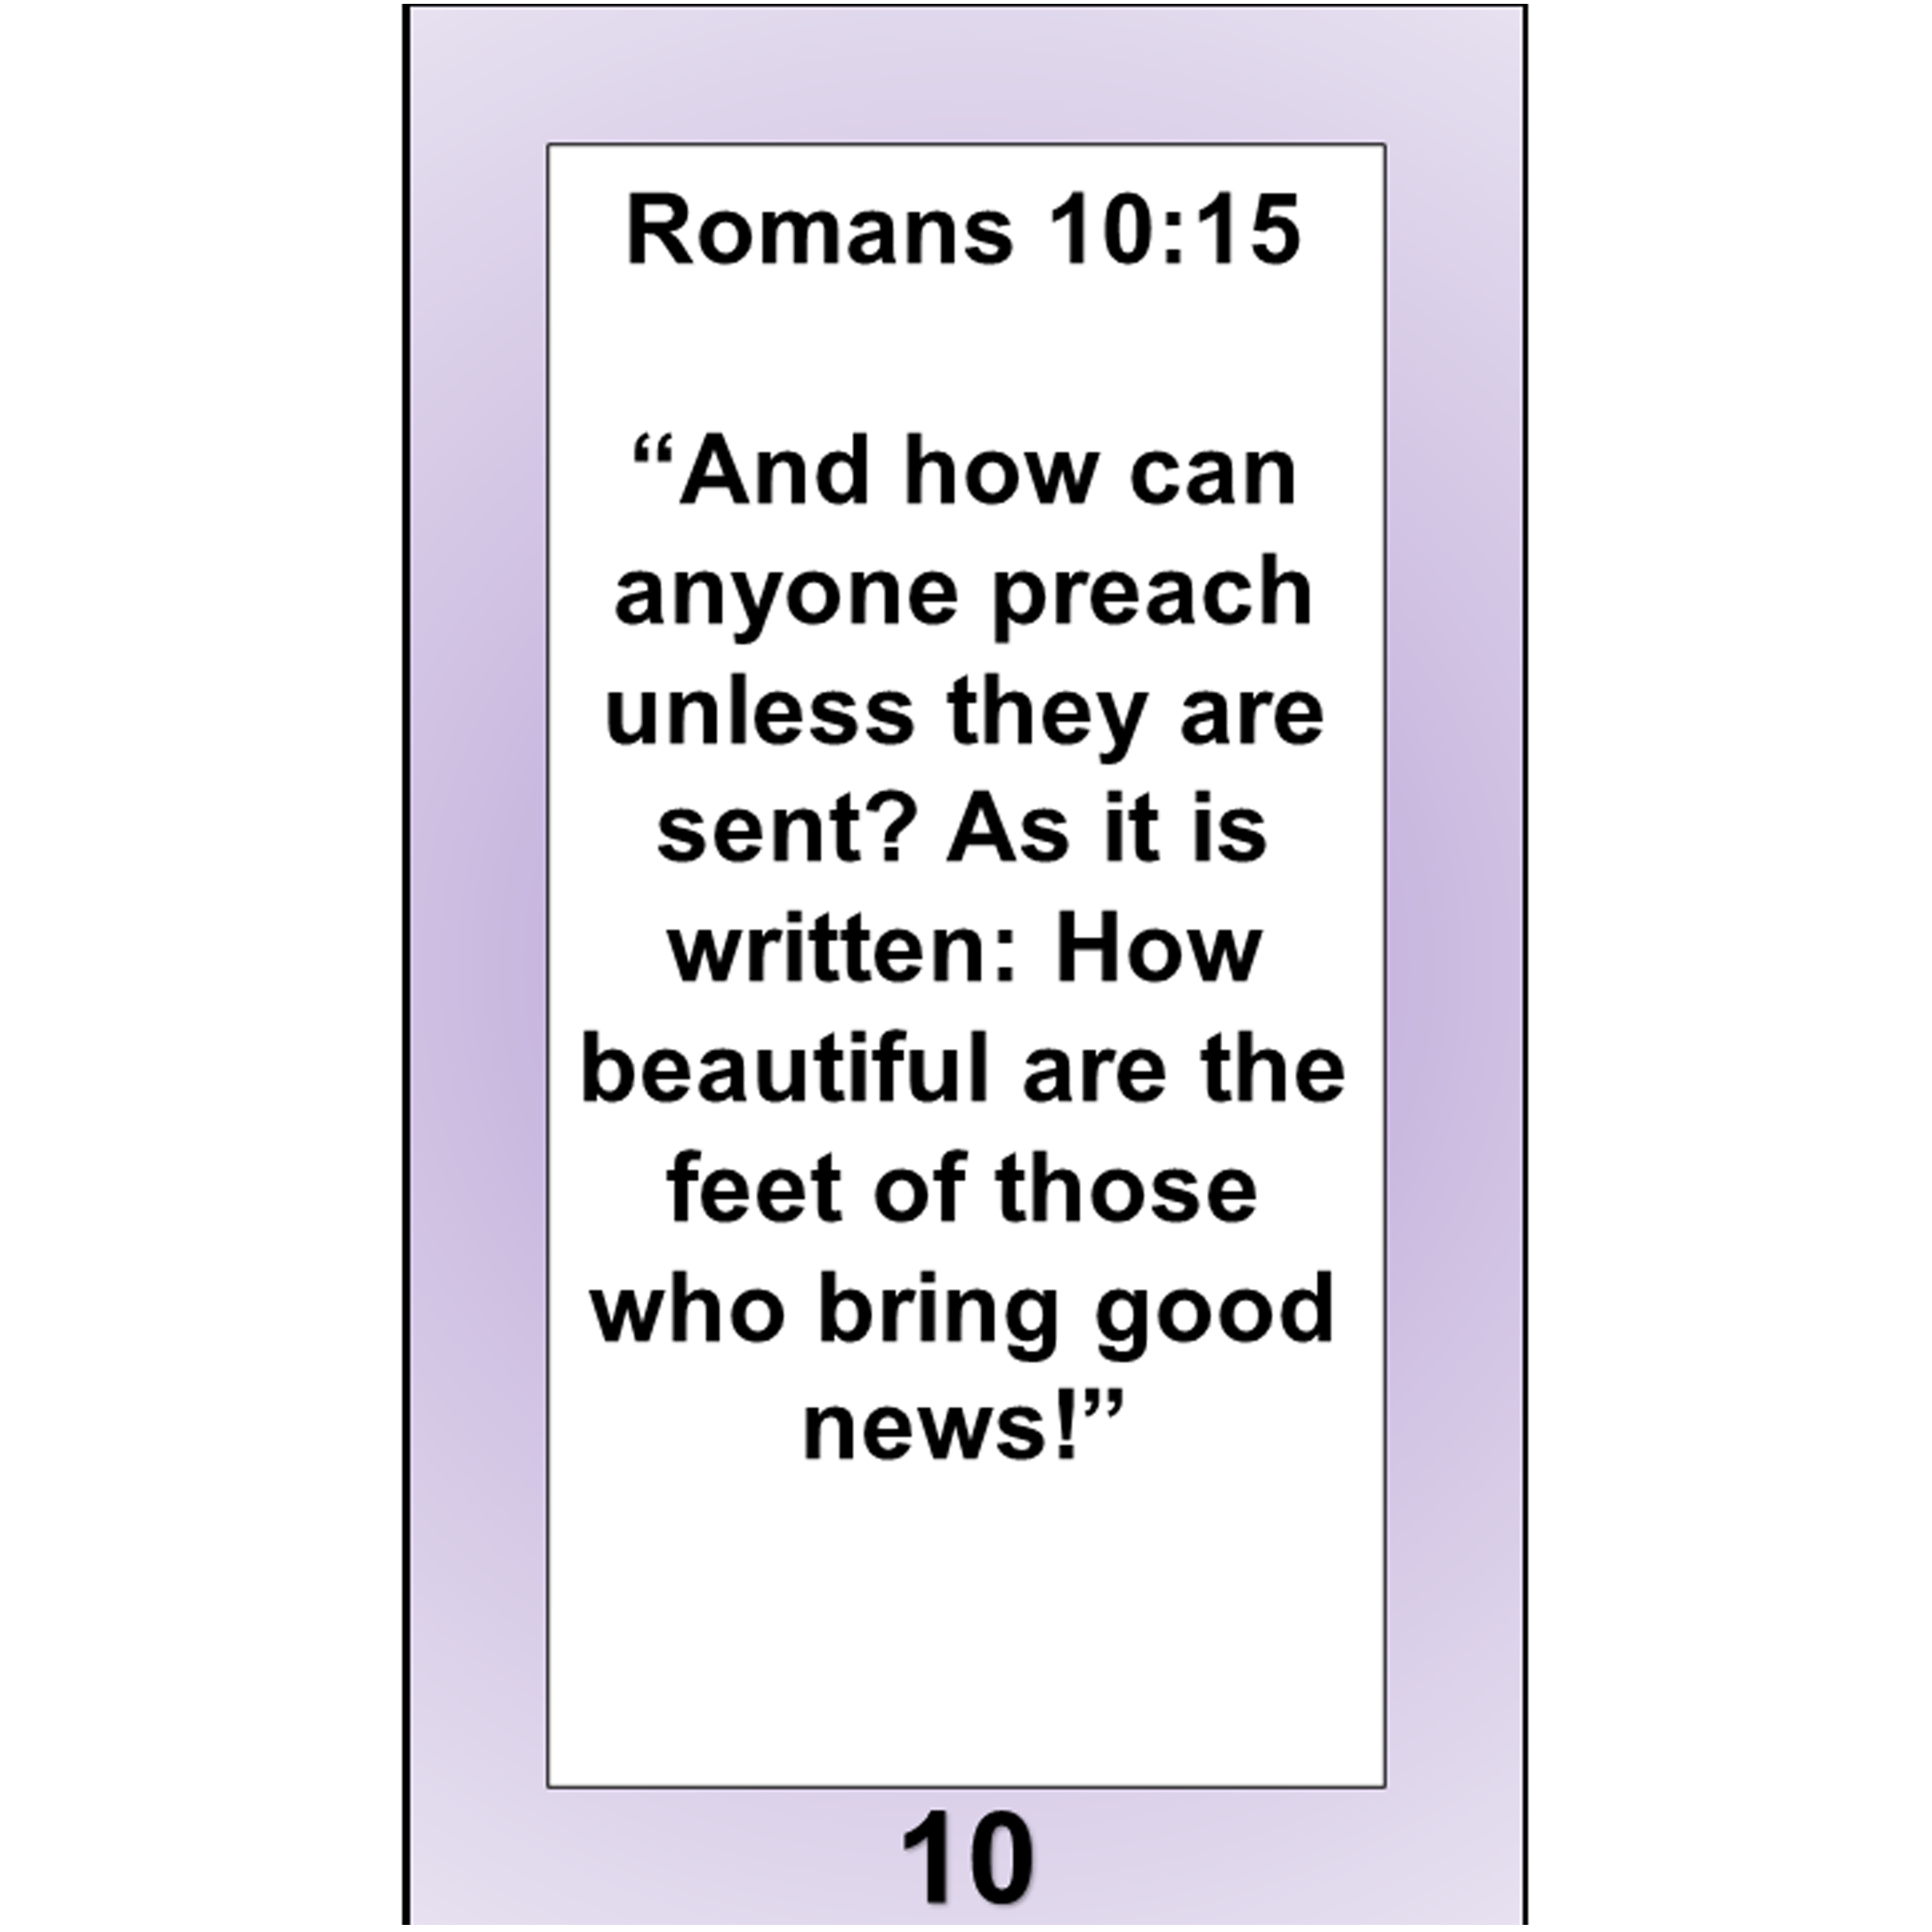 Romans 10:15
“And how can
anyone preach
unless they are
sent? As it is
written: How
beautiful are the
feet of those
who bring good
news!”
10